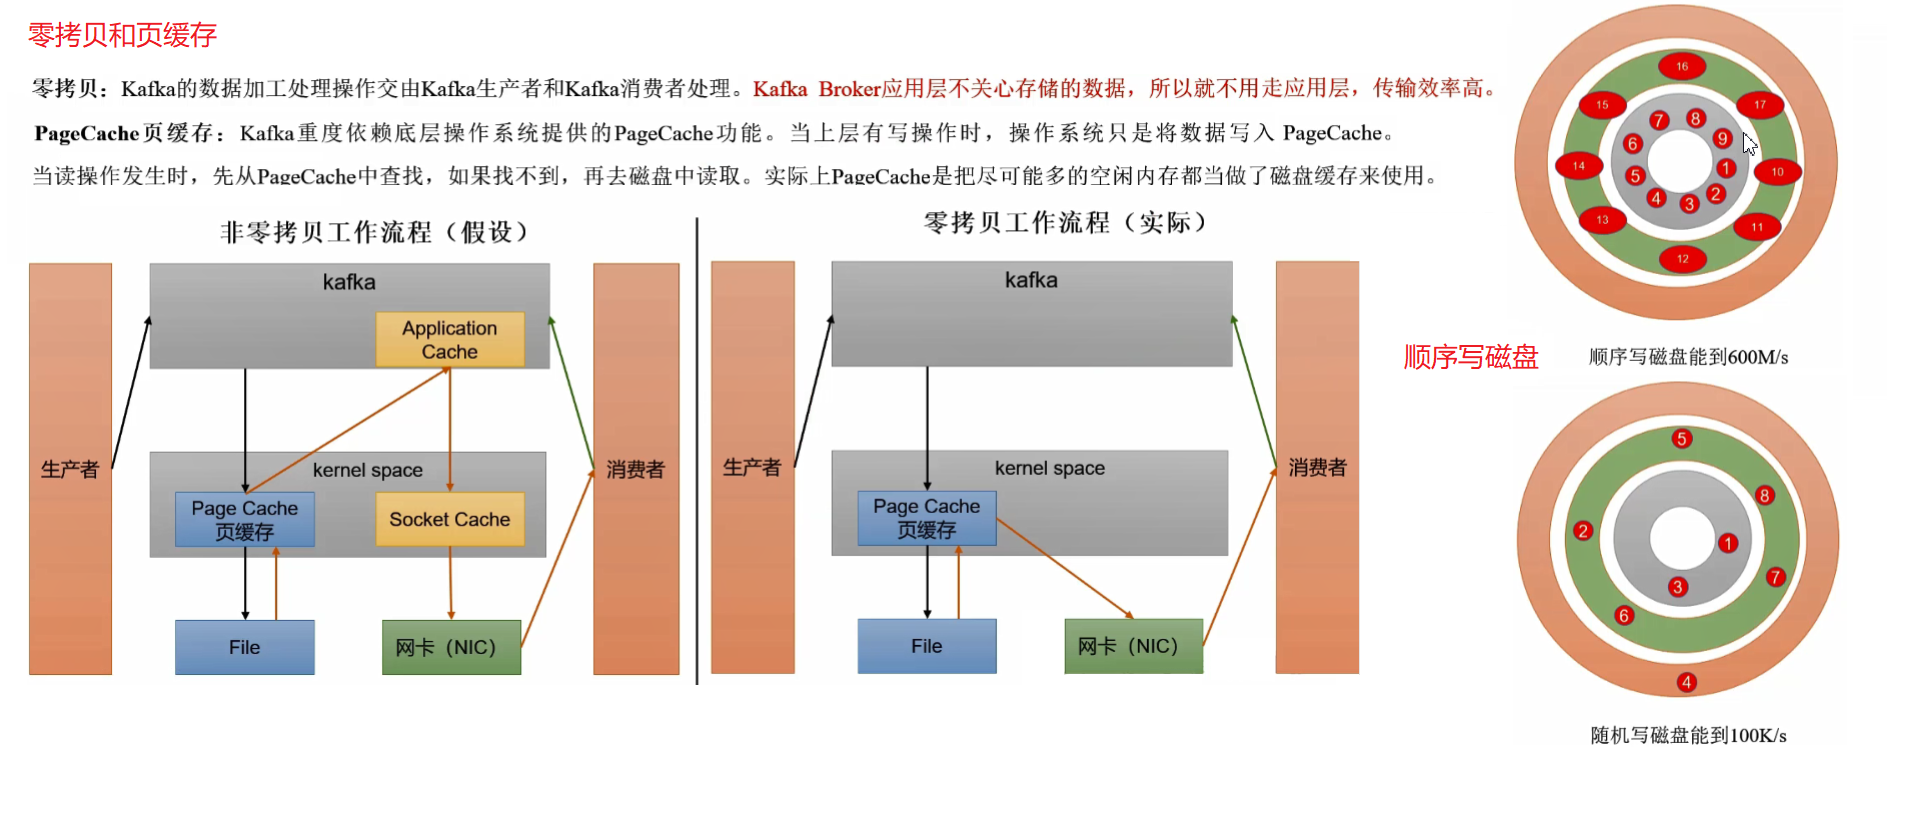 零拷贝和页缓存
零拷贝：Kafka的数据加工处理操作交由Kafka生产者和Kafka消费者处理。Kafka Broker应用层不关心存储的数据，所以就不用走应用层，传输效率高。
PageCache页缓存：Kafka重度依赖底层操作系统提供的PageCache功能。当上层有写操作时，操作系统只是将数据写入 PageCache。
当读操作发生时，先从PageCache中查找，如果找不到，再去磁盘中读取。实际上PageCache是把尽可能多的空闲内存都当做了磁盘缓存来使用。
非零拷贝工作流程（假设）
kafka
Application
Cache
生产者
kernel space
Page Cache
页缓存
Socket Cache
消费者
File
网卡（NIC）
零拷贝工作流程（实际）
kafka
生产者
kernel space
Page Cache
页缓存
消费者
File
网卡（NIC）
16
15
17
7
8
6
9
14
5
1
10
4
3
2
13
11
12
顺序写磁盘
顺序写磁盘能到600M/s
5
8
2
1
7
3
6
4
随机写磁盘能到100K/s